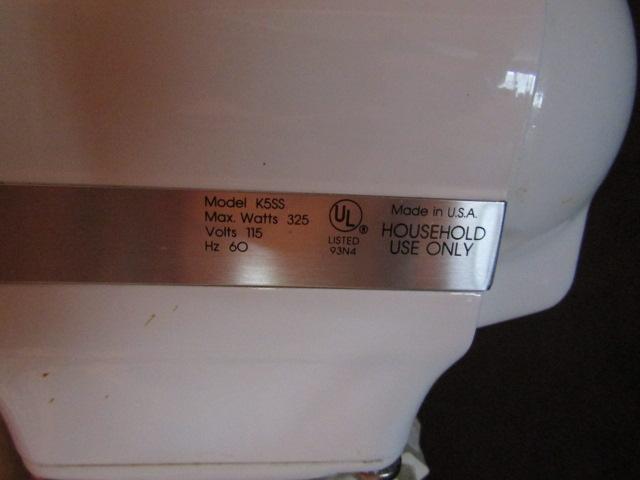 Model K5SS
Max. Watts 325
Volts 115
Hz 60
UL®
LISTED
93N4
Made in U.S.A.
HOUSEHOLD
USE ONLY